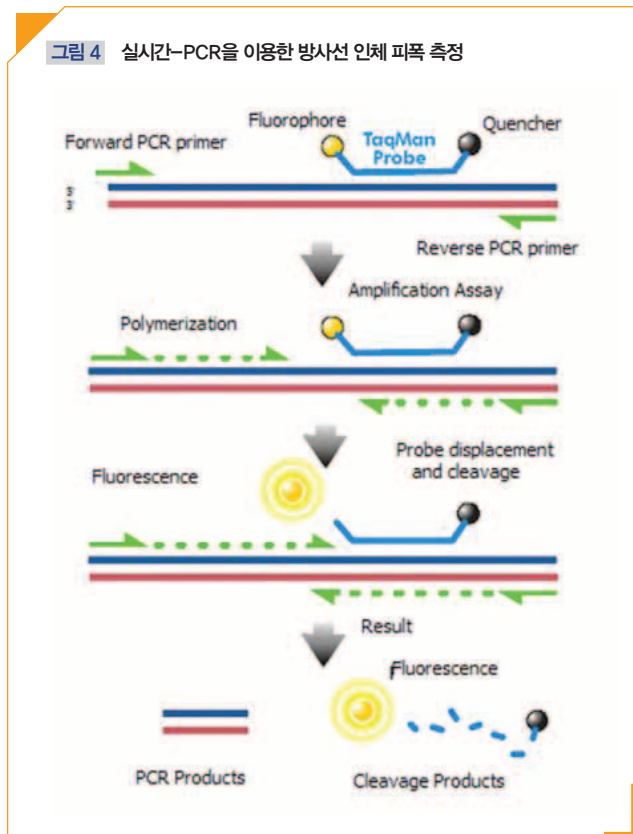 그림 4 실시간-PCR을 이용한 방사선 인체 피폭 측정
Fluorophore
Quencher
Forward PCR primer
TaqMan
Probe
5'
3'
Reverse PCR primer
Amplification Assay
Polymerization
Probe displacement
and cleavage
Fluorescence
Result
Fluorescence
PCR Products
Cleavage Products